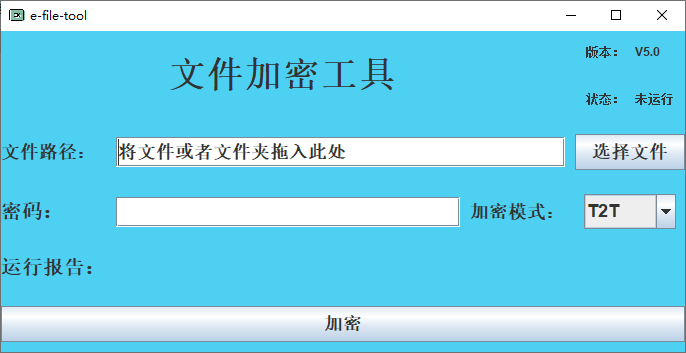 e-file-tool
文件加密工具
版本： V5.0
状态： 未运行
文件路径： 将文件或者文件夹拖入此处 选择文件
密码： 加密模式： T2T
运行报告：
加密